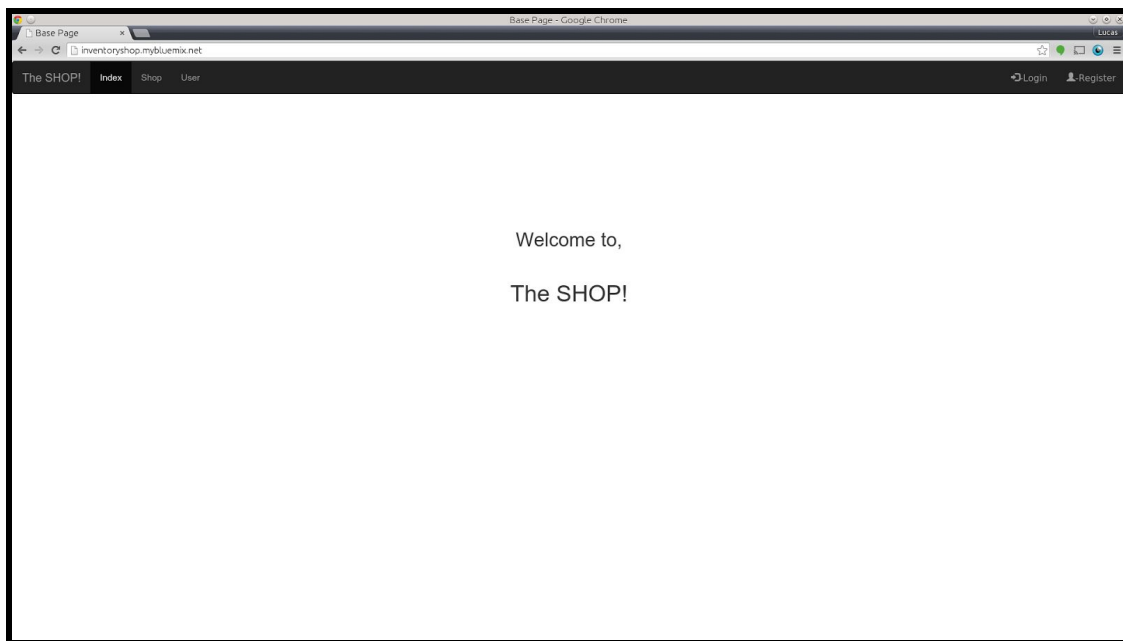 Base Page - Google Chrome
Base Page
Lucas
inventoryshop.mybluemix.net
The SHOP! Index Shop User Login Register
Welcome to,
The SHOP!